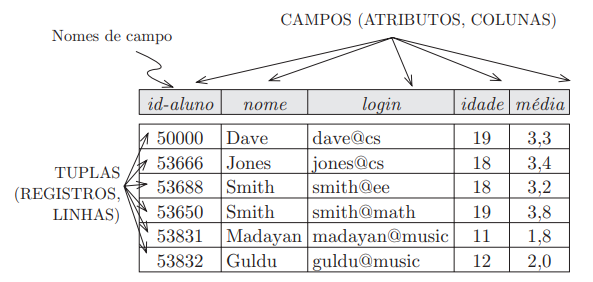 CAMPOS (ATRIBUTOS, COLUNAS)
Nomes de campo
id-aluno nome login idade média
50000 Dave dave@cs 19 3,3
53666 Jones jones@cs 18 3,4
53688 Smith smith@ee 18 3,2
53650 Smith smith@math 19 3,8
53831 Madayan madayan@music 11 1,8
53832 Guldu guldu@music 12 2,0
TUPLAS
(REGISTROS,
LINHAS)